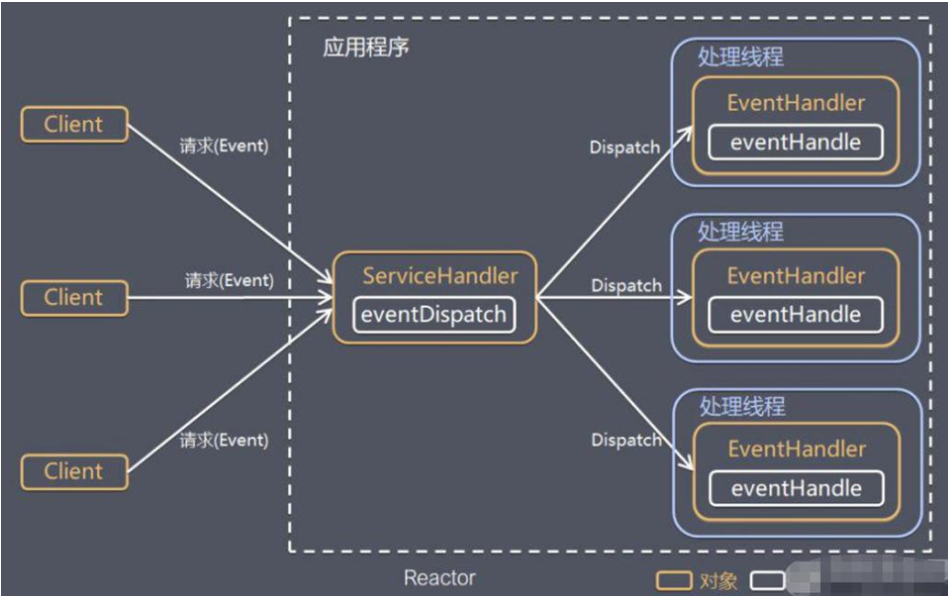 应用程序
处理线程
EventHandler
eventHandle
Client
请求(Event)
Dispatch
处理线程
EventHandler
eventHandle
Client
请求(Event)
ServiceHandler
eventDispatch
Dispatch
处理线程
EventHandler
eventHandle
Client
请求(Event)
Dispatch
Reactor
对象